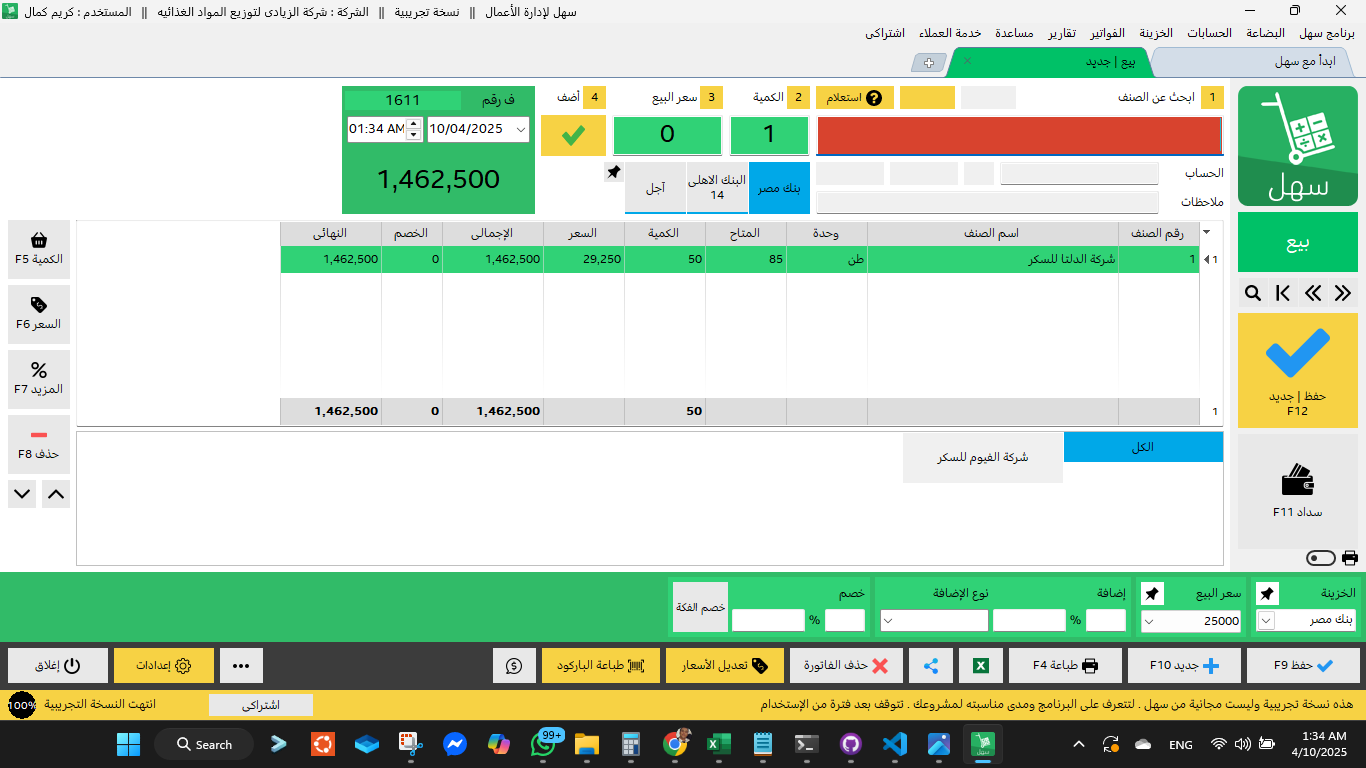 سهل لإدارة الأعمال || نسخة تجريبية || الشركة : شركة الزيادى لتوزيع المواد الغذائيه || المستخدم : كريم كمال
برنامج سهل البضاعة الحسابات الخزينة الفواتير تقارير مساعدة خدمة العملاء اشتراكى
ابدأ مع سهل
بيع | جديد
سهل
بيع
حفظ | جديد
F12
سداد F11
1 ابحث عن الصنف
استعلام
2 الكمية
3 سعر البيع
4 أضف
ف رقم 1611
1
0
10/04/2025 01:34 AM
1,462,500
الحساب
ملاحظات
بنك مصر
البنك الاهلى
14
آجل
رقم الصنف اسم الصنف وحدة المتاح الكمية السعر الإجمالى الخصم النهائى
1 1 شركة الدلتا للسكر طن 85 50 29,250 1,462,500 0 1,462,500
1 50 1,462,500 0 1,462,500
الكمية F5
السعر F6
المزيد F7
حذف F8
الكل
شركة الفيوم للسكر
الخزينة
بنك مصر
سعر البيع
25000
إضافة
%
نوع الإضافة
خصم
%
خصم الفكة
حفظ F9
جديد F10
طباعة F4
حذف الفاتورة
تعديل الأسعار
طباعة الباركود
•••
إعدادات
إغلاق
هذه نسخة تجريبية وليست مجانية من سهل . لتتعرف على البرنامج ومدى مناسبته لمشروعك . تتوقف بعد فترة من الإستخدام
اشتراكى
انتهت النسخة التجريبية
100%
Search
99+
سهل
ENG
1:34 AM
4/10/2025